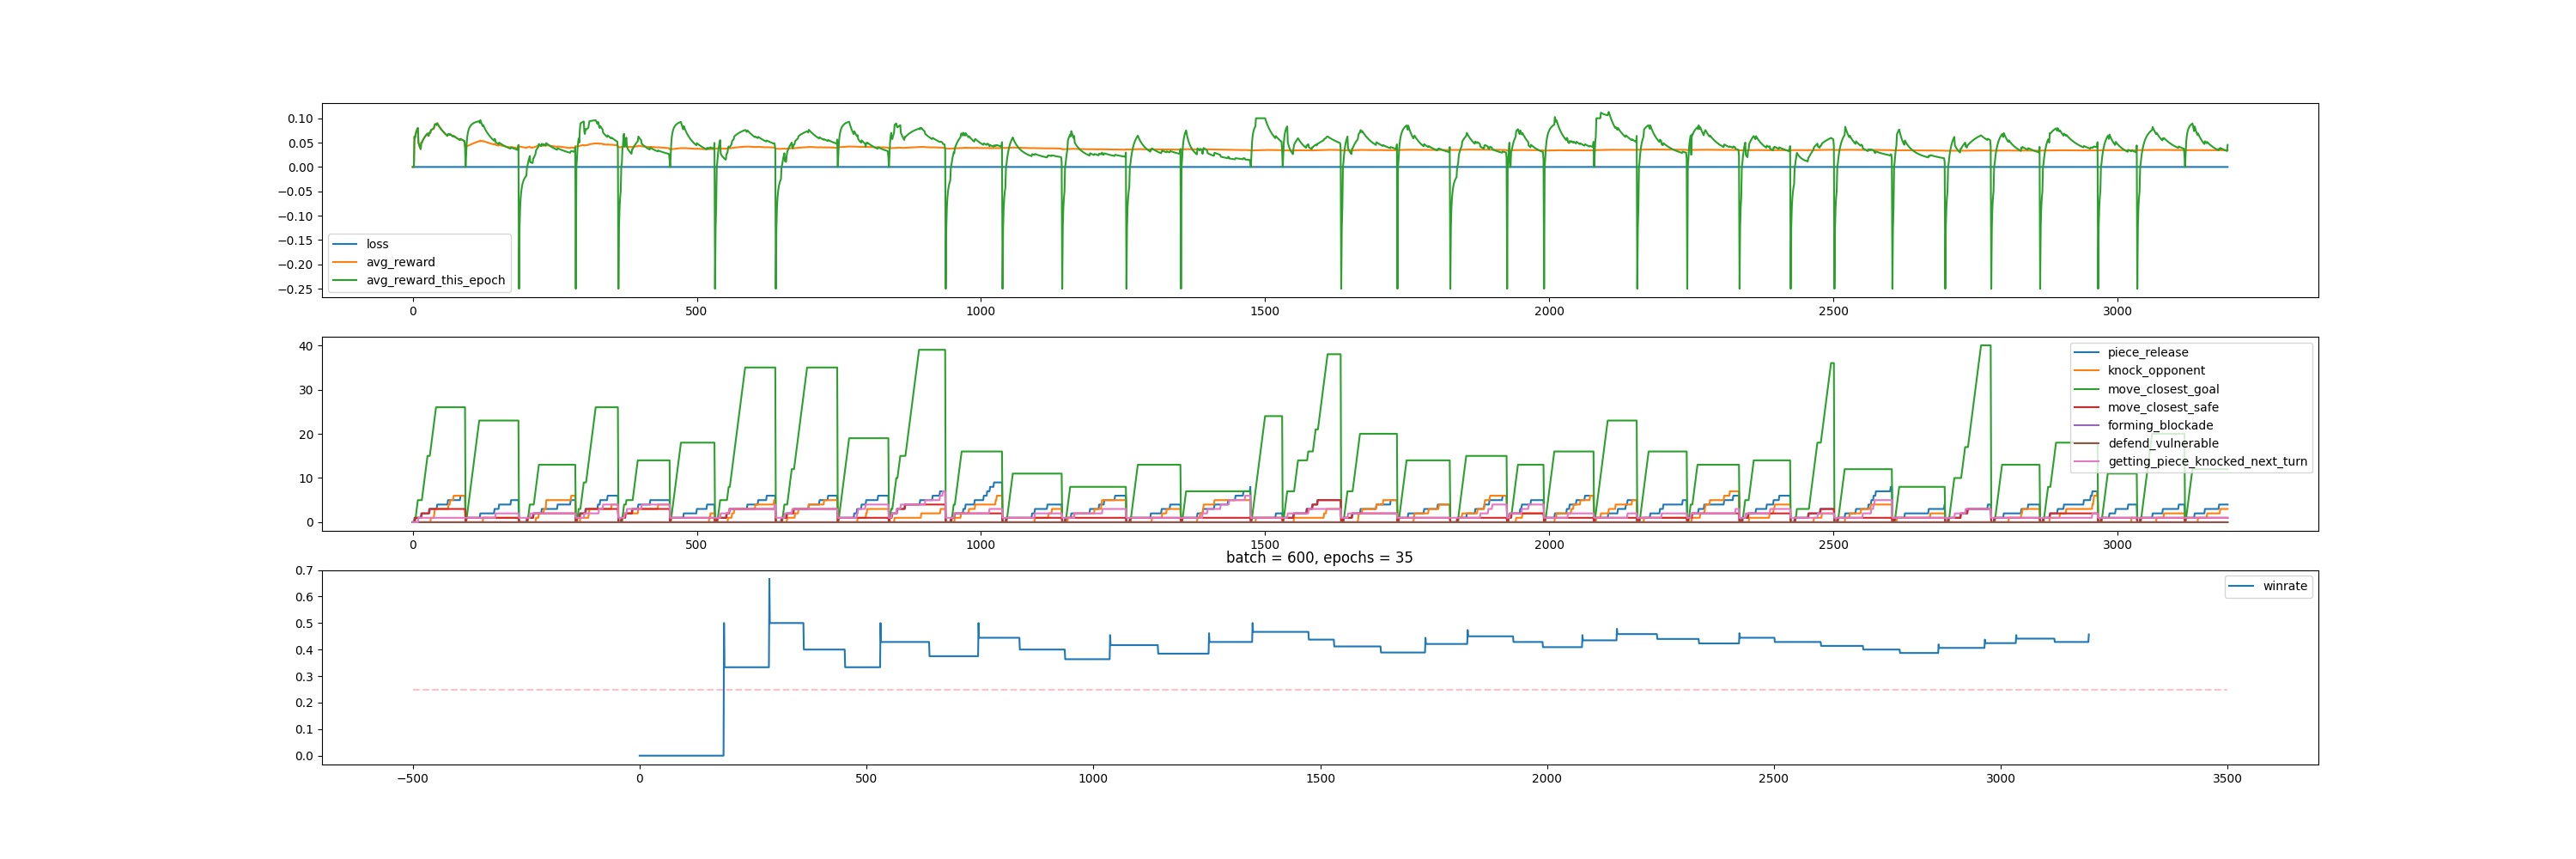 0.10
0.05
0.00
−0.05
−0.10
−0.15
−0.20
−0.25
loss
avg_reward
avg_reward_this_epoch
0 500 1000 1500 2000 2500 3000
40
30
20
10
0
piece_release
knock_opponent
move_closest_goal
move_closest_safe
forming_blockade
defend_vulnerable
getting_piece_knocked_next_turn
0 500 1000 1500 2000 2500 3000
batch = 600, epochs = 35
0.7
0.6
0.5
0.4
0.3
0.2
0.1
0.0
winrate
−500 0 500 1000 1500 2000 2500 3000 3500